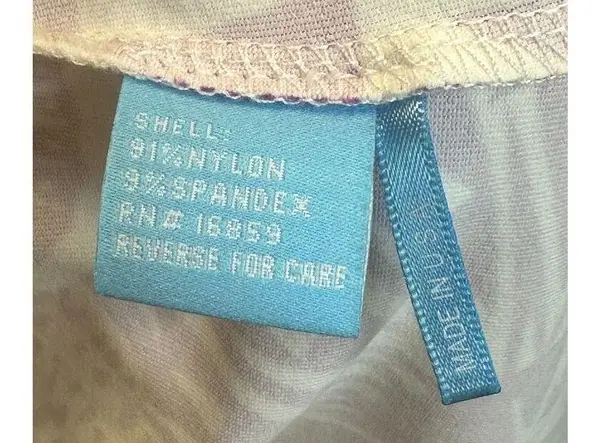 SHELL:
91% NYLON
9% SPANDEX
RN# 16859
REVERSE FOR CARE
MADE IN USA